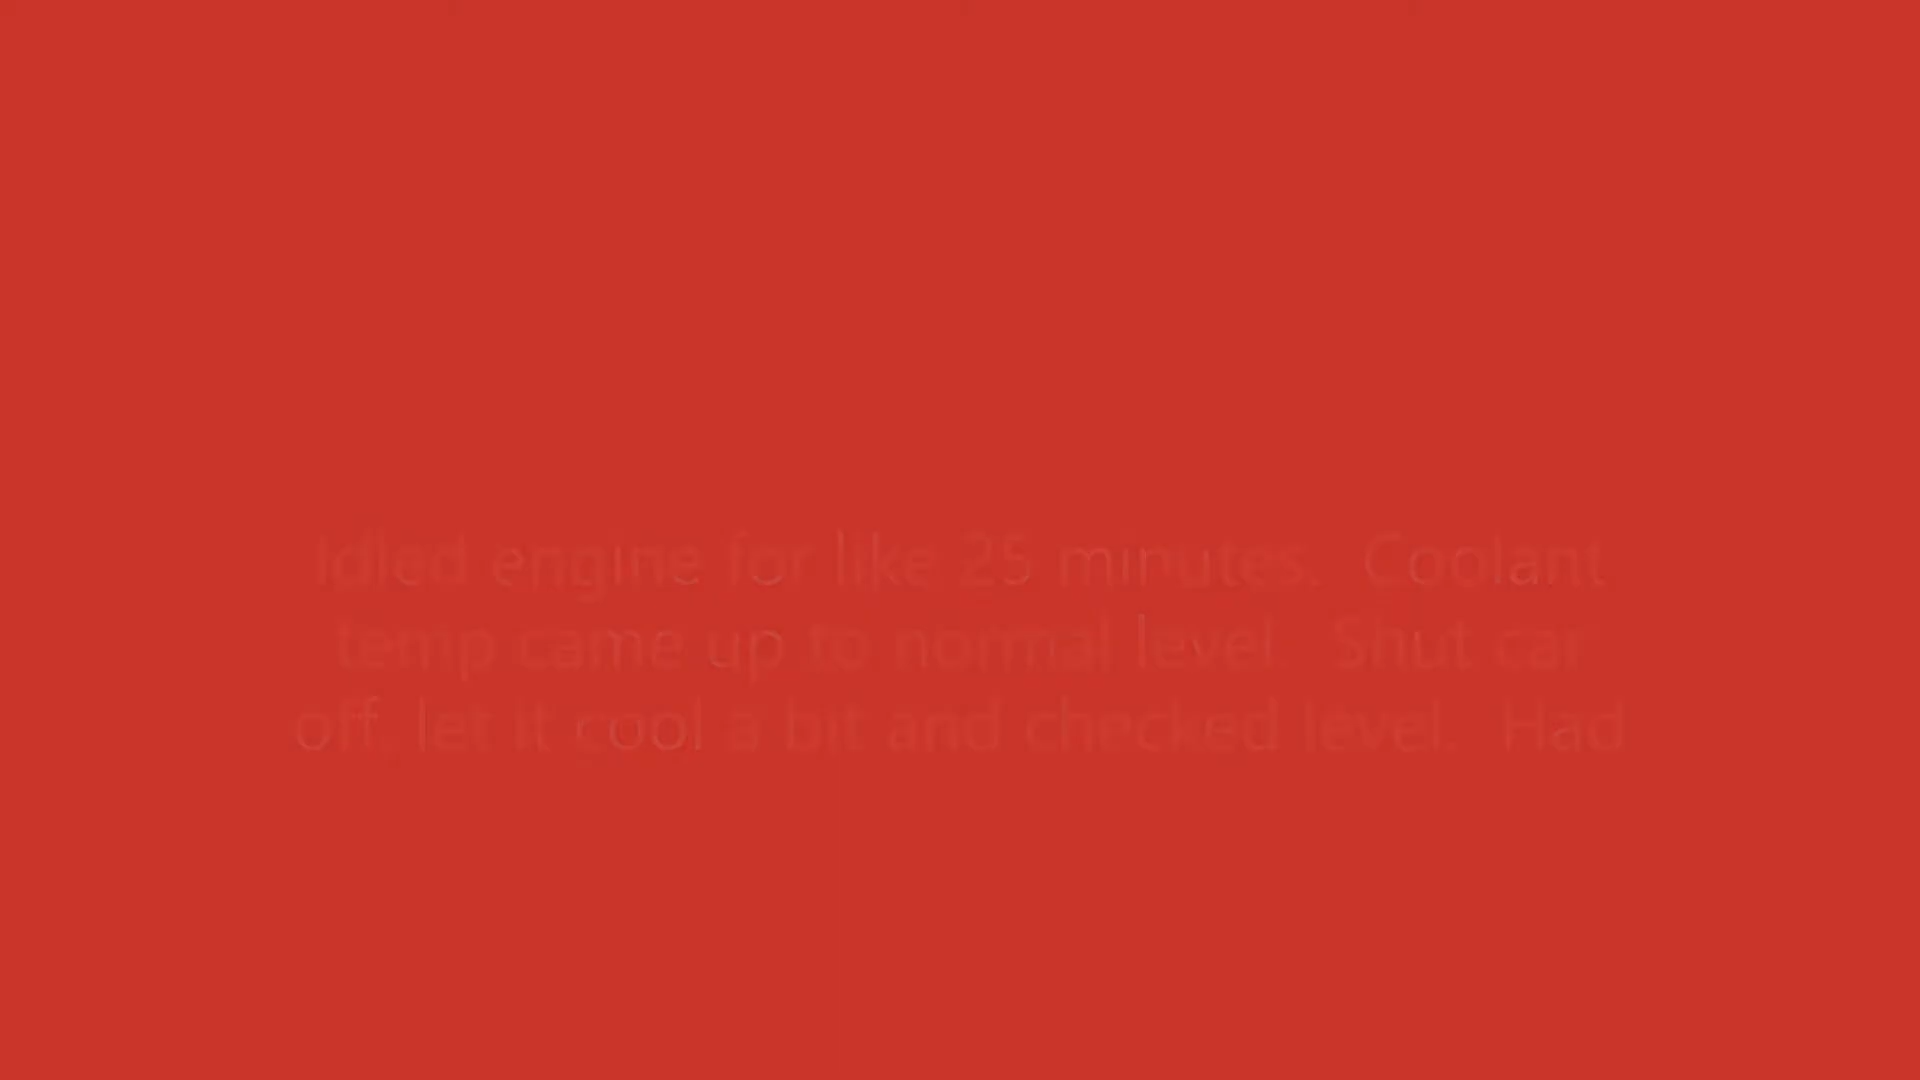 Idled engine for like 25 minutes.  Coolant
temp came up to normal level.  Shut car
off, let it cool a bit and checked level.  Had